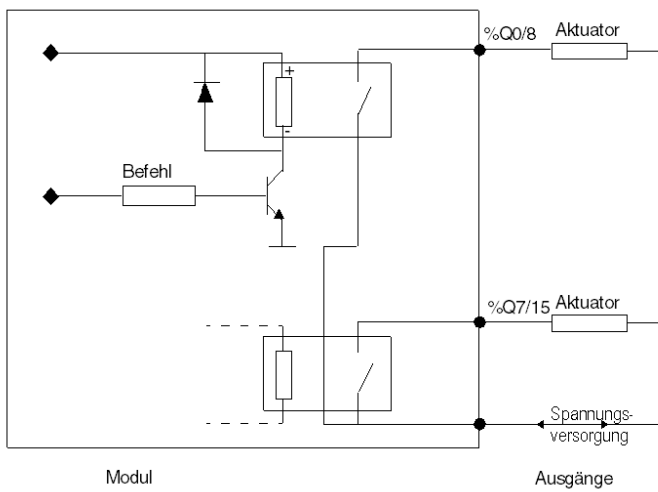 %Q0/8
Aktuator
+
-
Befehl
%Q7/15
Aktuator
Spannungs-
versorgung
Modul
Ausgänge